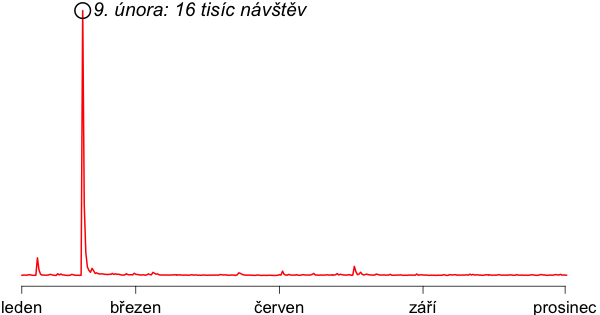 9. února: 16 tisíc návštěv
leden březen červen září prosinec